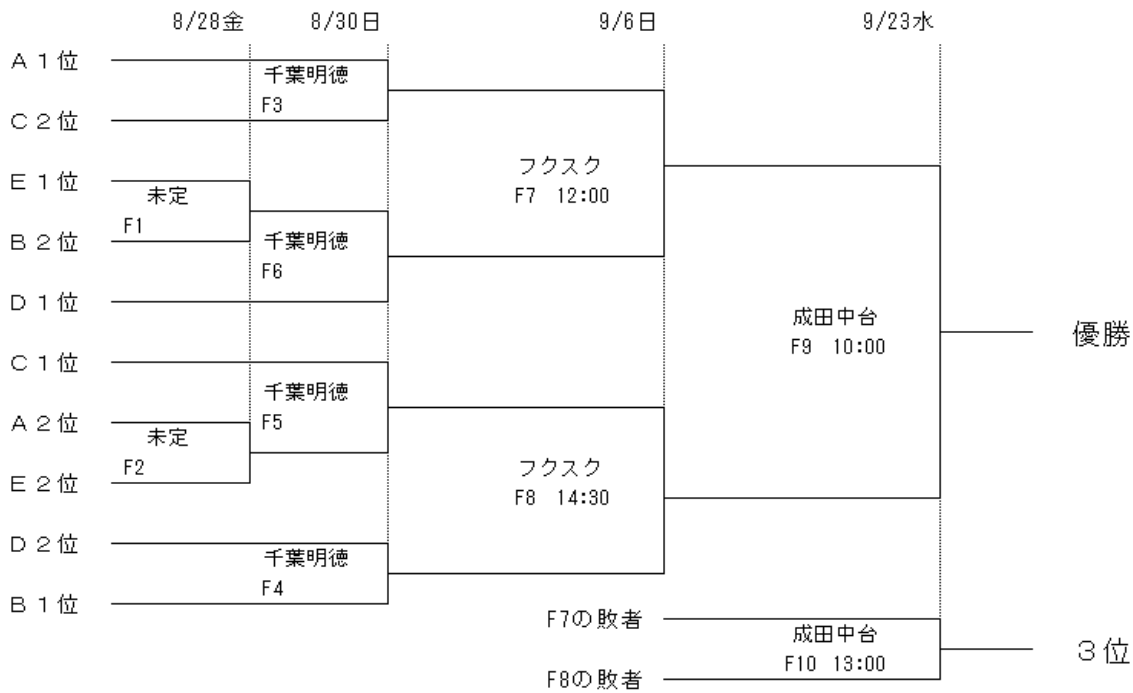 8/28金 8/30日 9/6日 9/23水
A1位
千葉明徳
F3
C2位
E1位
未定
F1
B2位
千葉明徳
F6
D1位
フクスク
F7 12:00
C1位
千葉明徳
F5
A2位
未定
F2
E2位
D2位
千葉明徳
F4
B1位
フクスク
F8 14:30
成田中台
F9 10:00
優勝
F7の敗者
成田中台
F10 13:00
F8の敗者
3位